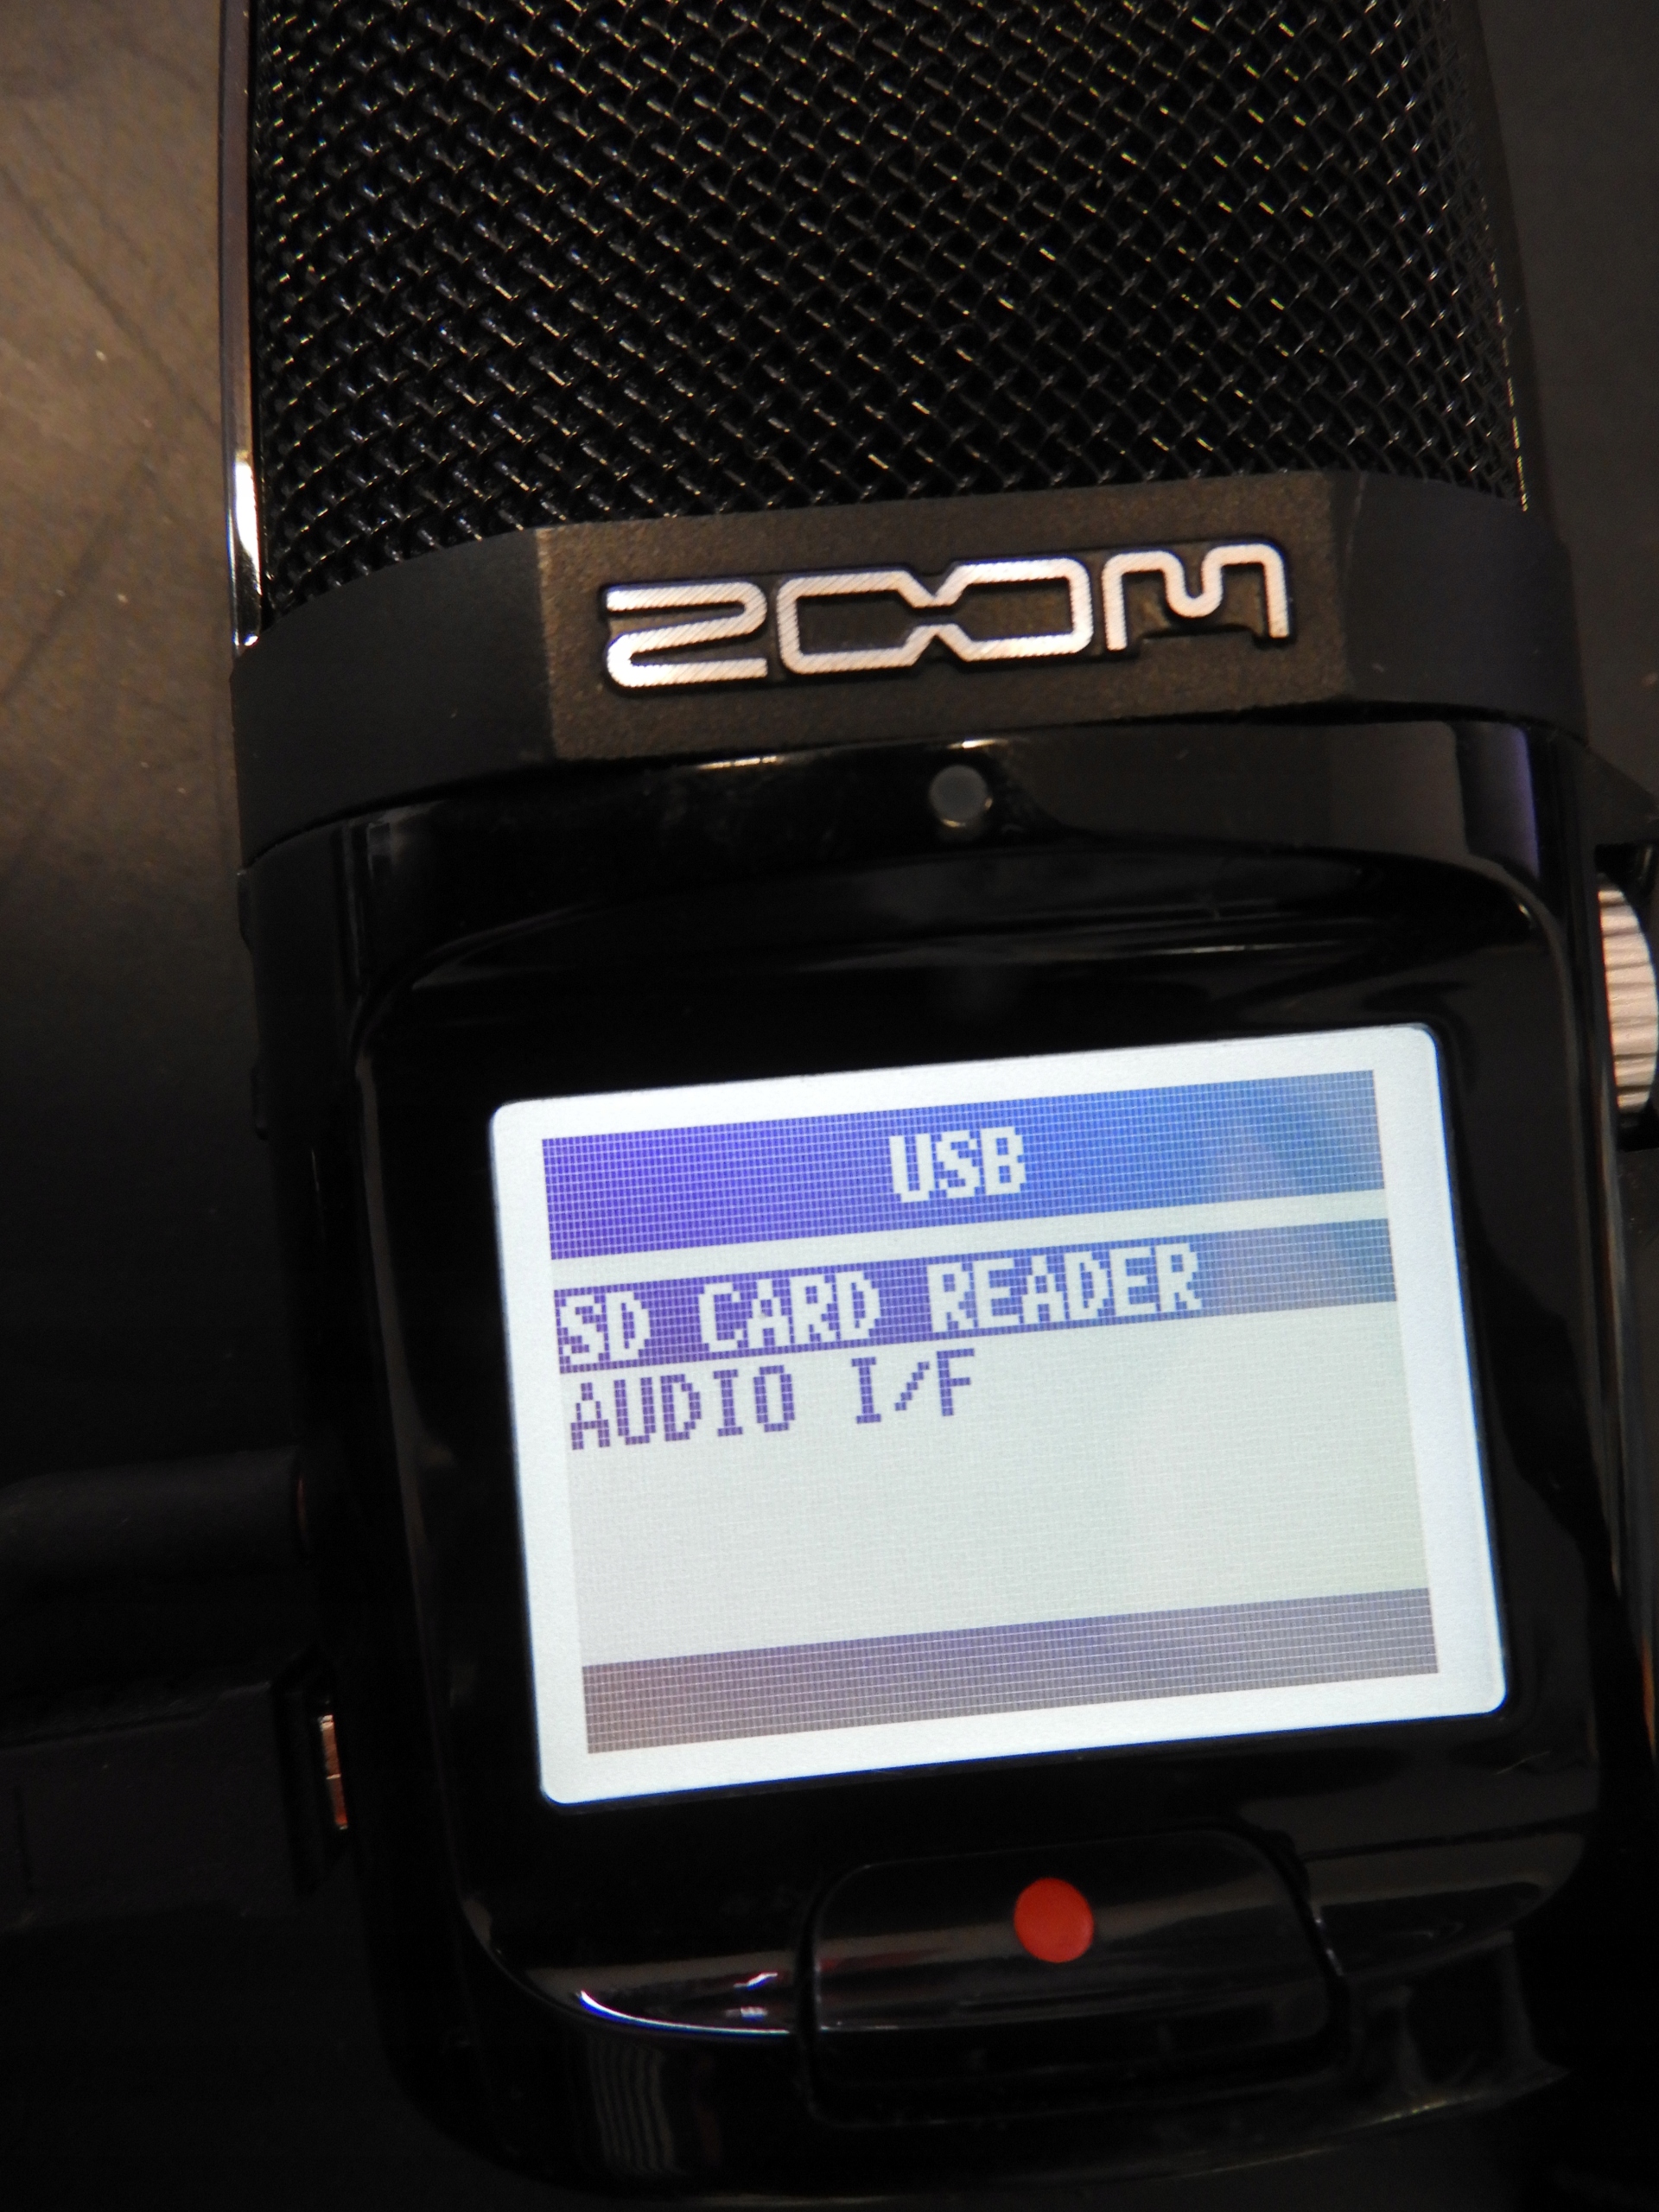 ZOOM
USB
SD CARD READER
AUDIO I/F